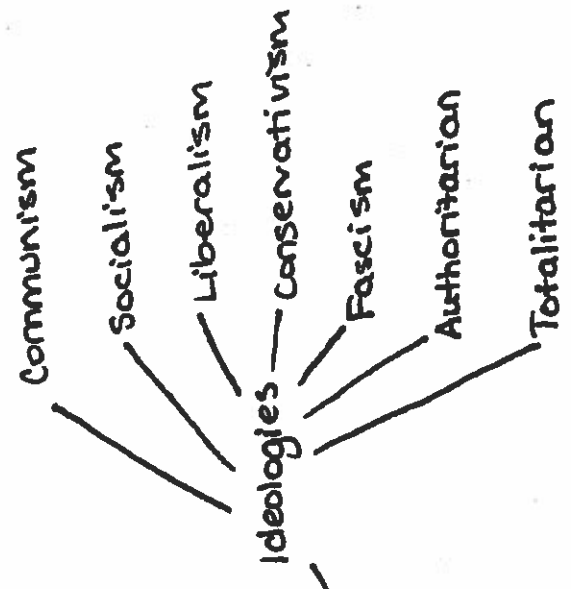 Communism
Socialism
Liberalism
Conservativism
Fascism
Authoritarian
Totalitarian
Ideologies